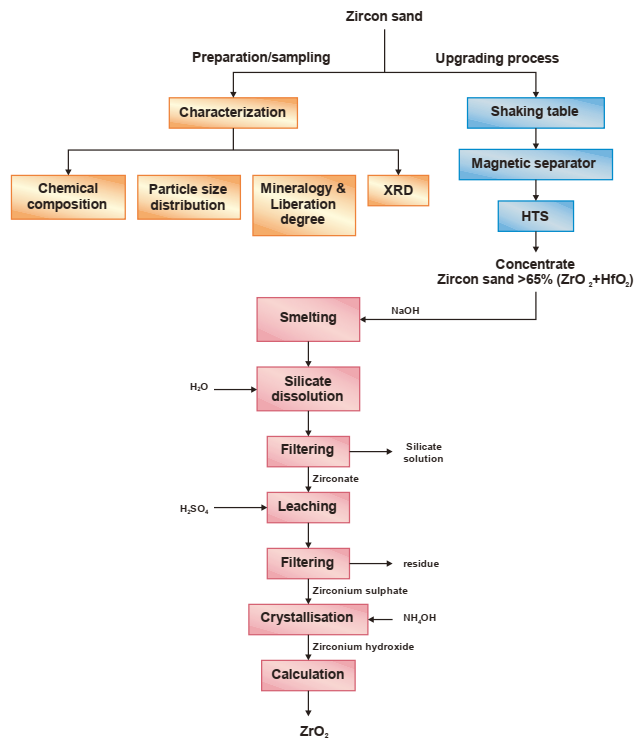 Zircon sand
Preparation/sampling
Upgrading process
Characterization
Shaking table
Chemical
composition
Particle size
distribution
Mineralogy &
Liberation
degree
XRD
Magnetic separator
HTS
Concentrate
Zircon sand >65% (ZrO₂+HfO₂)
NaOH
Smelting
H₂O
Silicate
dissolution
Filtering
Silicate
solution
Zirconate
H₂SO₄
Leaching
Filtering
residue
Zirconium sulphate
Crystallisation
NH₄OH
Zirconium hydroxide
Calculation
ZrO₂